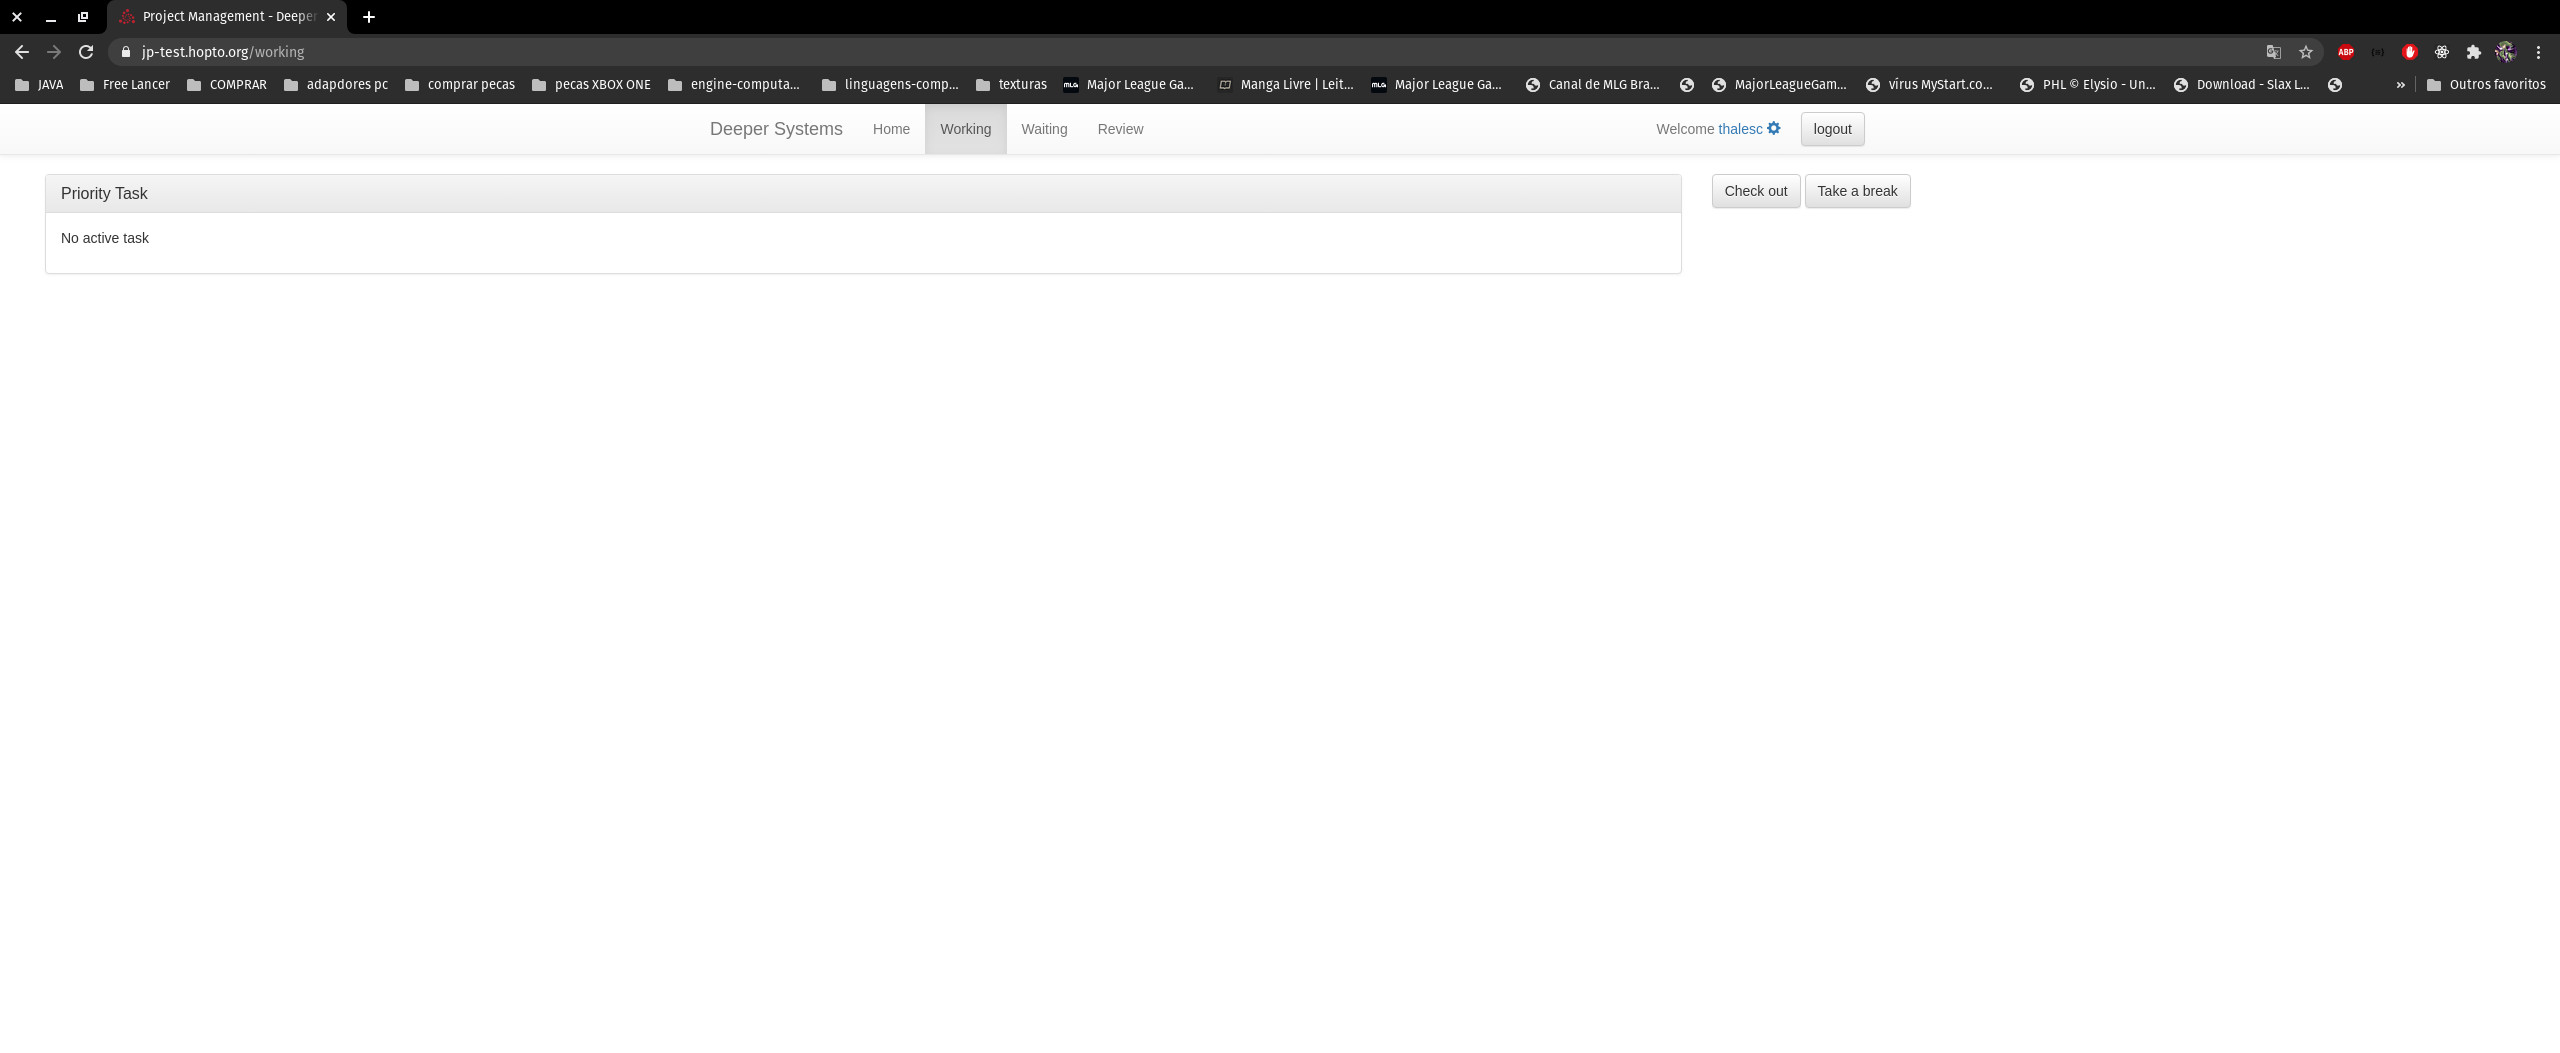 Project Management - Deeper
jp-test.hopto.org/working
JAVA Free Lancer COMPRAR adapdores pc comprar pecas pecas XBOX ONE engine-computa... linguagens-comp... texturas Major League Ga... Manga Livre | Leit... Major League Ga... Canal de MLG Bra... MajorLeagueGam... vírus MyStart.co... PHL © Elysio - Un... Download - Slax L... » Outros favoritos
Deeper Systems Home Working Waiting Review Welcome thalesc logout
Priority Task Check out Take a break
No active task